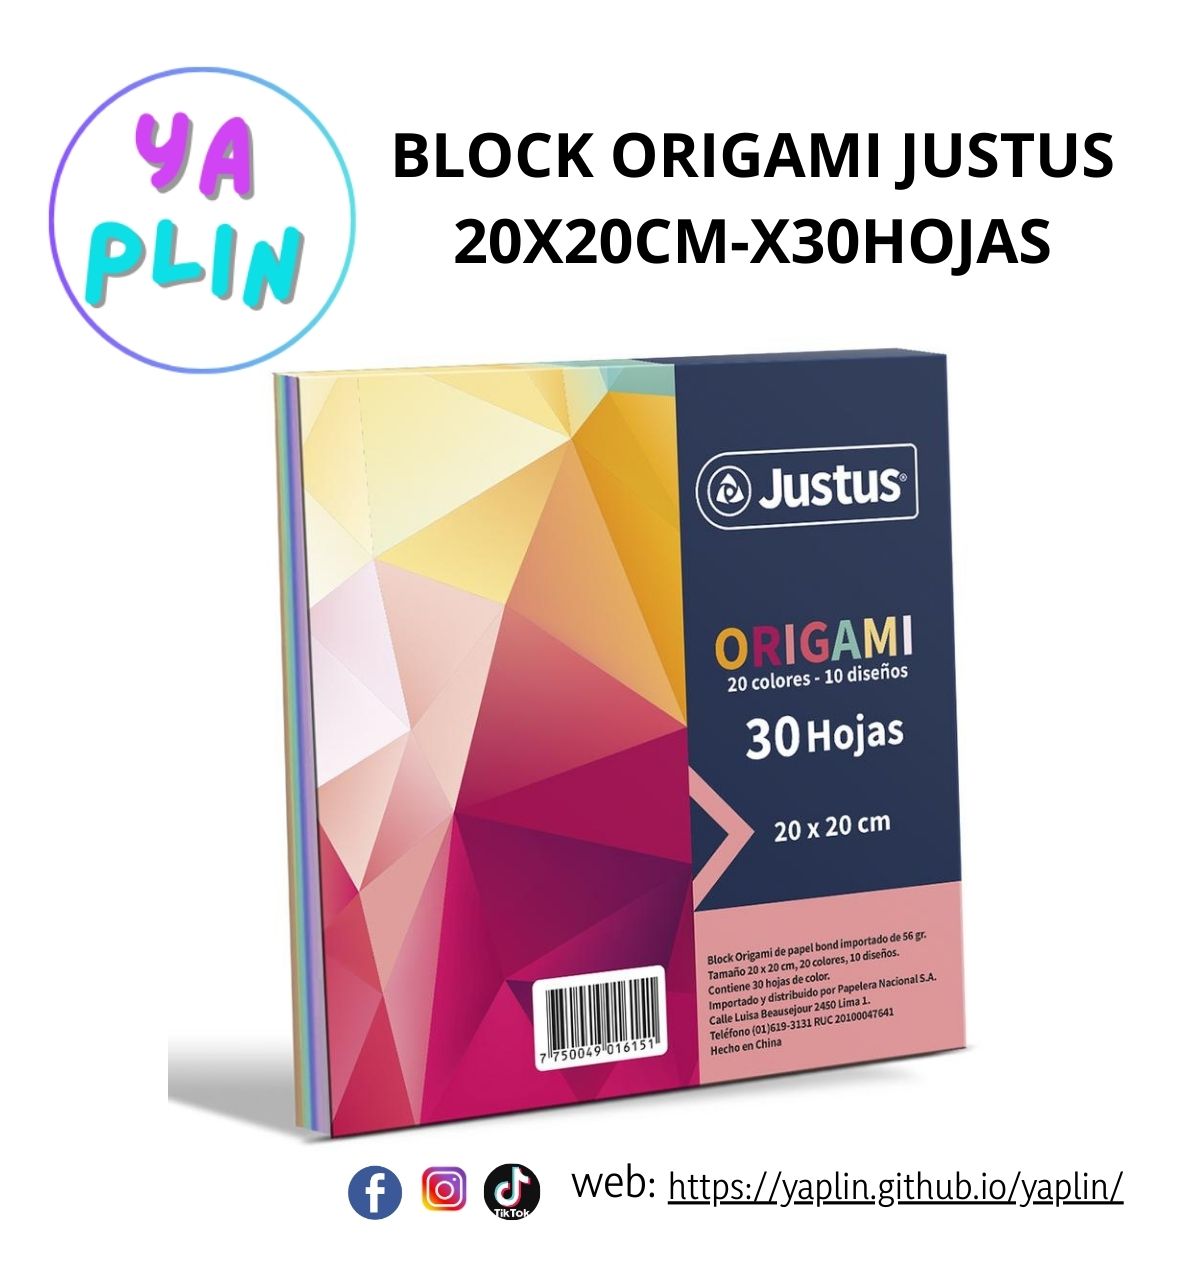 YA
PLIN
BLOCK ORIGAMI JUSTUS
20X20CM-X30HOJAS
Justus®
ORIGAMI
20 colores - 10 diseños
30 Hojas
20 x 20 cm
Block Origami de papel bond importado de 56 gr.
Tamaño 20 x 20 cm, 20 colores, 10 diseños.
Contiene 30 hojas de color.
Importado y distribuido por Papelera Nacional S.A.
Calle Luisa Beausejour 2450 Lima 1.
Teléfono (01)619-3131 RUC 20100047641
Hecho en China
7 750049 016151
TikTok
web: https://yaplin.github.io/yaplin/